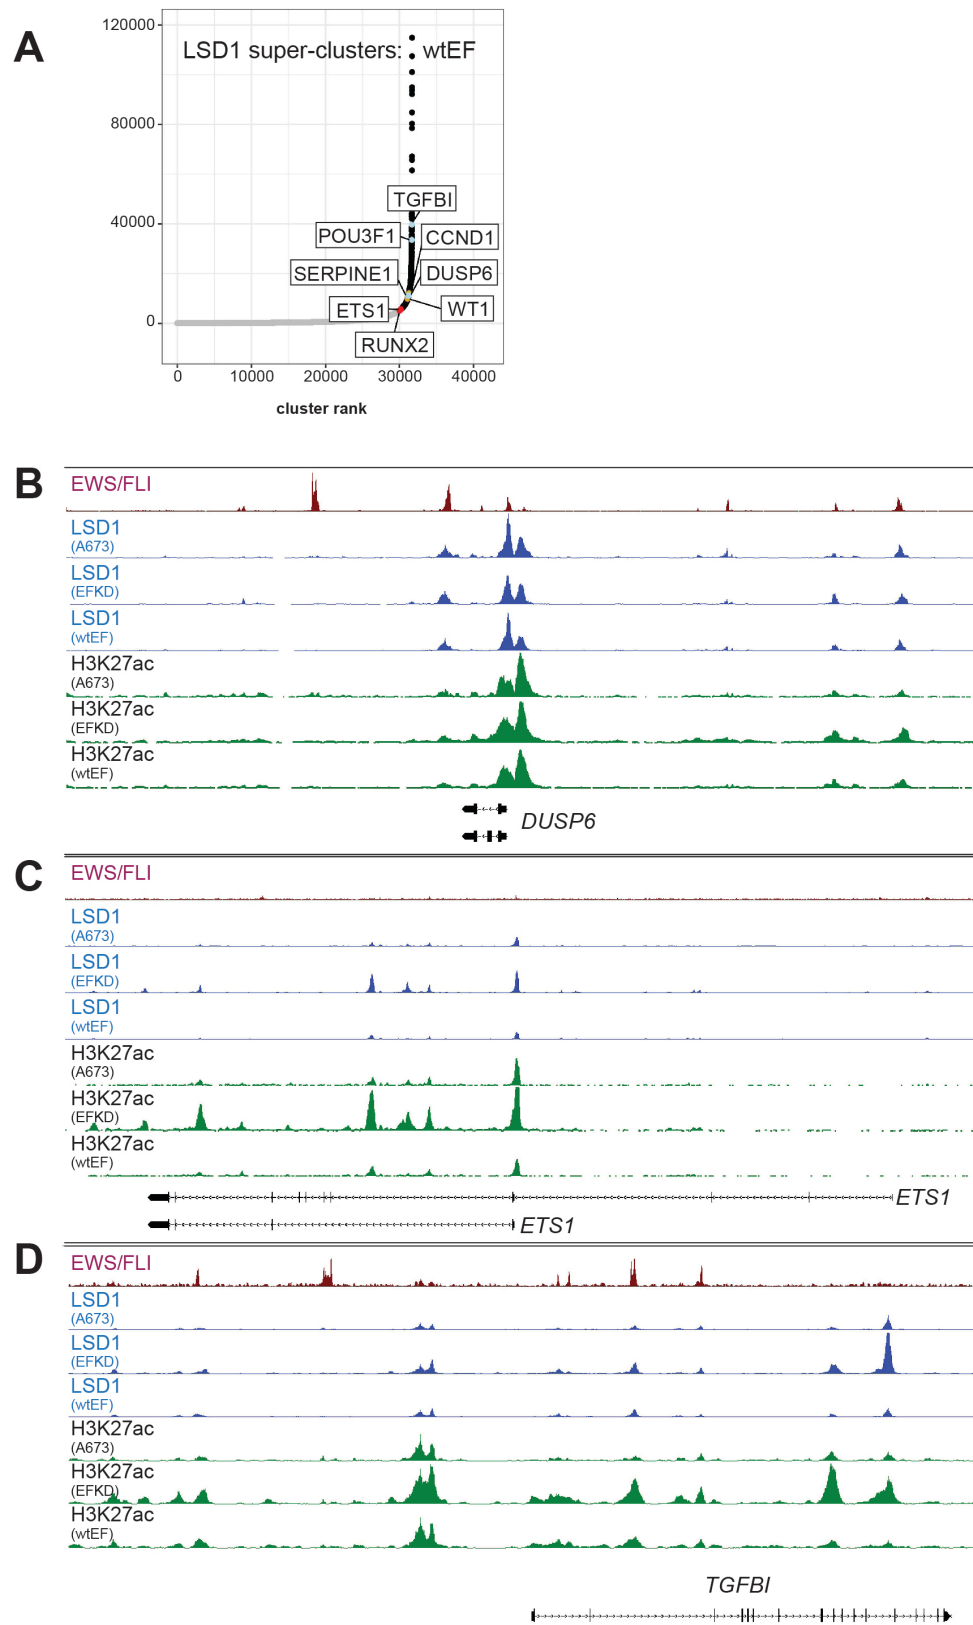 A
120000
LSD1 super-clusters: wtEF
80000
TGFBI
40000
POU3F1
CCND1
SERPINE1
DUSP6
ETS1
WT1
0
RUNX2
0 10000 20000 30000 40000
cluster rank
B
EWS/FLI
LSD1
(A673)
LSD1
(EFKD)
LSD1
(wtEF)
H3K27ac
(A673)
H3K27ac
(EFKD)
H3K27ac
(wtEF)
DUSP6
C
EWS/FLI
LSD1
(A673)
LSD1
(EFKD)
LSD1
(wtEF)
H3K27ac
(A673)
H3K27ac
(EFKD)
H3K27ac
(wtEF)
ETS1
ETS1
D
EWS/FLI
LSD1
(A673)
LSD1
(EFKD)
LSD1
(wtEF)
H3K27ac
(A673)
H3K27ac
(EFKD)
H3K27ac
(wtEF)
TGFBI